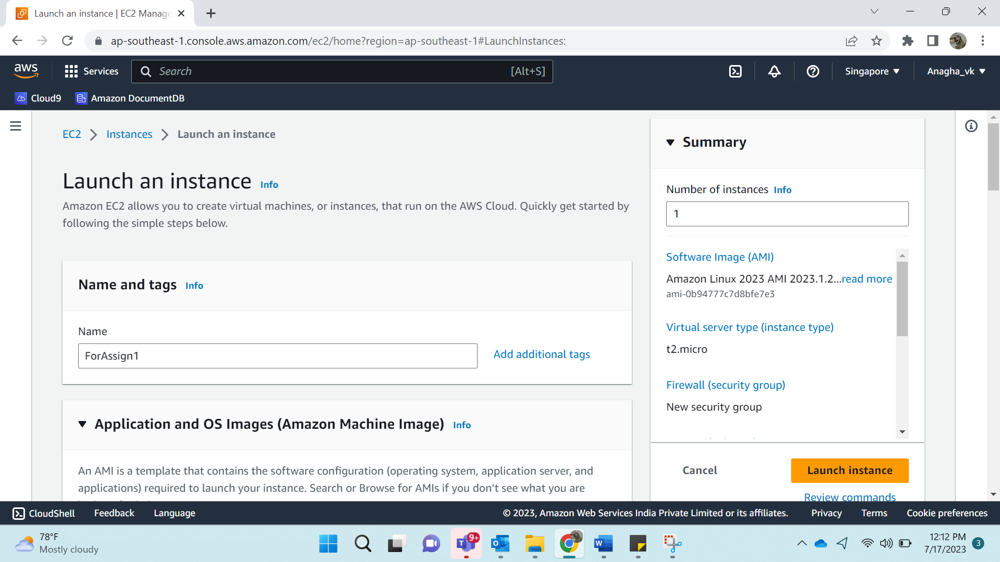 Launch an instance | EC2 Manage
ap-southeast-1.console.aws.amazon.com/ec2/home?region=ap-southeast-1#LaunchInstances:
aws
Services
Search
[Alt+S]
Singapore
Anagha_vk
Cloud9
Amazon DocumentDB
EC2
Instances
Launch an instance
Launch an instance Info
Amazon EC2 allows you to create virtual machines, or instances, that run on the AWS Cloud. Quickly get started by
following the simple steps below.
Name and tags Info
Name
ForAssign1
Add additional tags
Application and OS Images (Amazon Machine Image) Info
An AMI is a template that contains the software configuration (operating system, application server, and
applications) required to launch your instance. Search or Browse for AMIs if you don’t see what you are
Summary
Number of instances Info
1
Software Image (AMI)
Amazon Linux 2023 AMI 2023.1.2...read more
ami-0b94777c7d8bfe7e3
Virtual server type (instance type)
t2.micro
Firewall (security group)
New security group
Cancel
Launch instance
Review commands
CloudShell
Feedback
Language
© 2023, Amazon Web Services India Private Limited or its affiliates.
Privacy
Terms
Cookie preferences
78°F
Mostly cloudy
9+
12:12 PM
7/17/2023
3